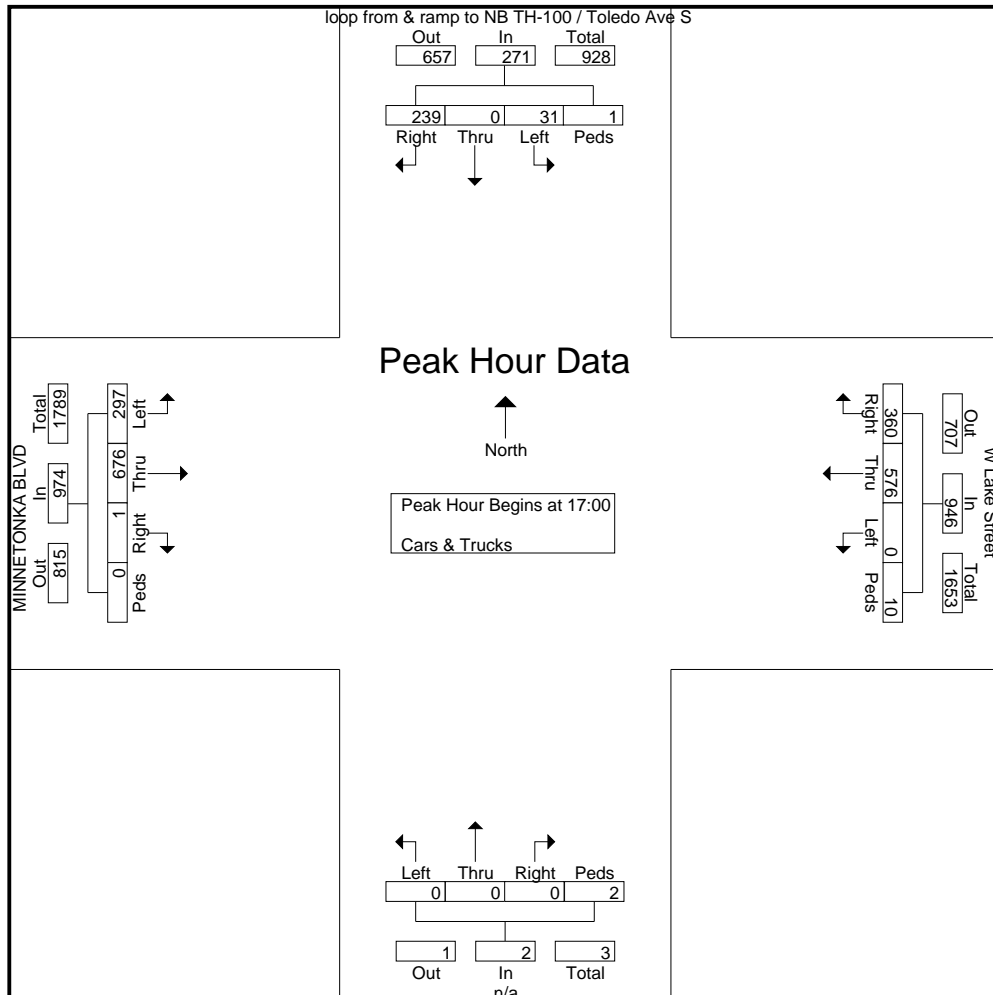 loop from & ramp to NB TH-100 / Toledo Ave S
Out In Total
657 271 928
239 0 31 1
Right Thru Left Peds
Peak Hour Data
North
Peak Hour Begins at 17:00
Cars & Trucks
MINNETONKA BLVD
Out In Total
815 974 1789
0 1 676 297
Peds Right Thru Left
W Lake Street
Out In Total
707 946 1653
360 576 0 10
Right Thru Left Peds
Left Thru Right Peds
0 0 0 2
1 2 3
Out In Total
n/a